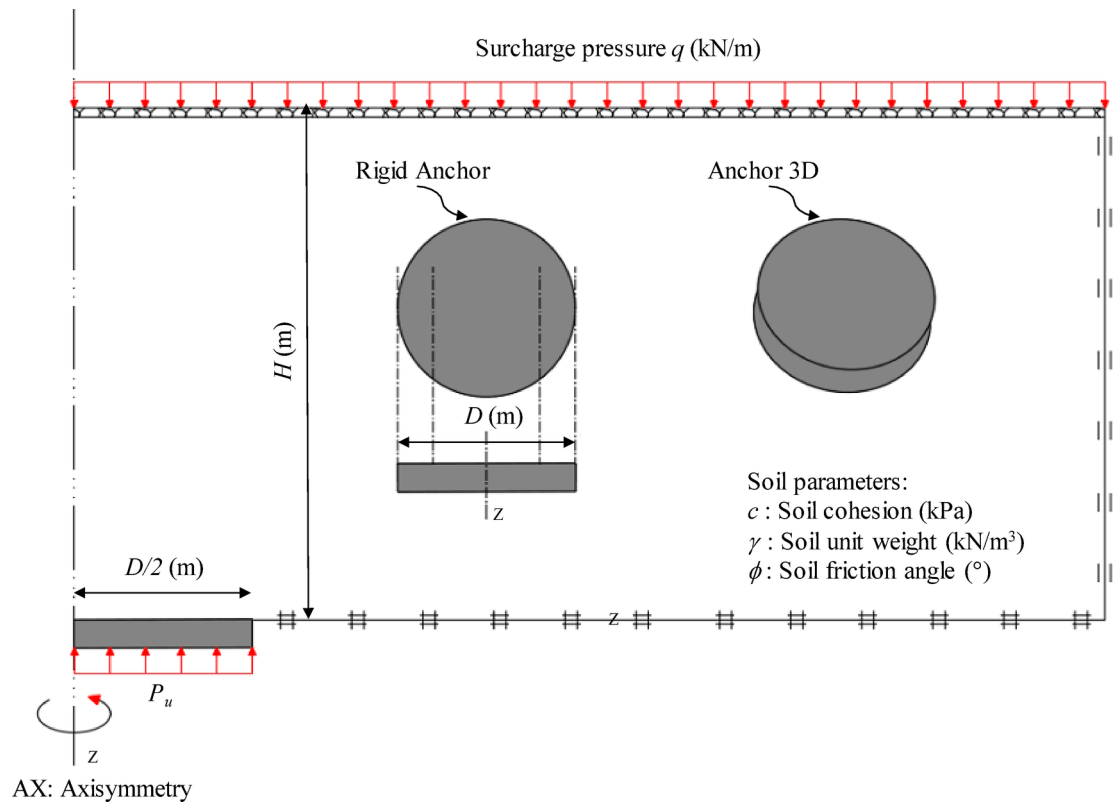 Surcharge pressure q (kN/m)
Rigid Anchor
Anchor 3D
H (m)
D (m)
z
Soil parameters:
c : Soil cohesion (kPa)
γ : Soil unit weight (kN/m³)
ϕ : Soil friction angle (°)
D/2 (m)
z
P_u
z
AX: Axisymmetry